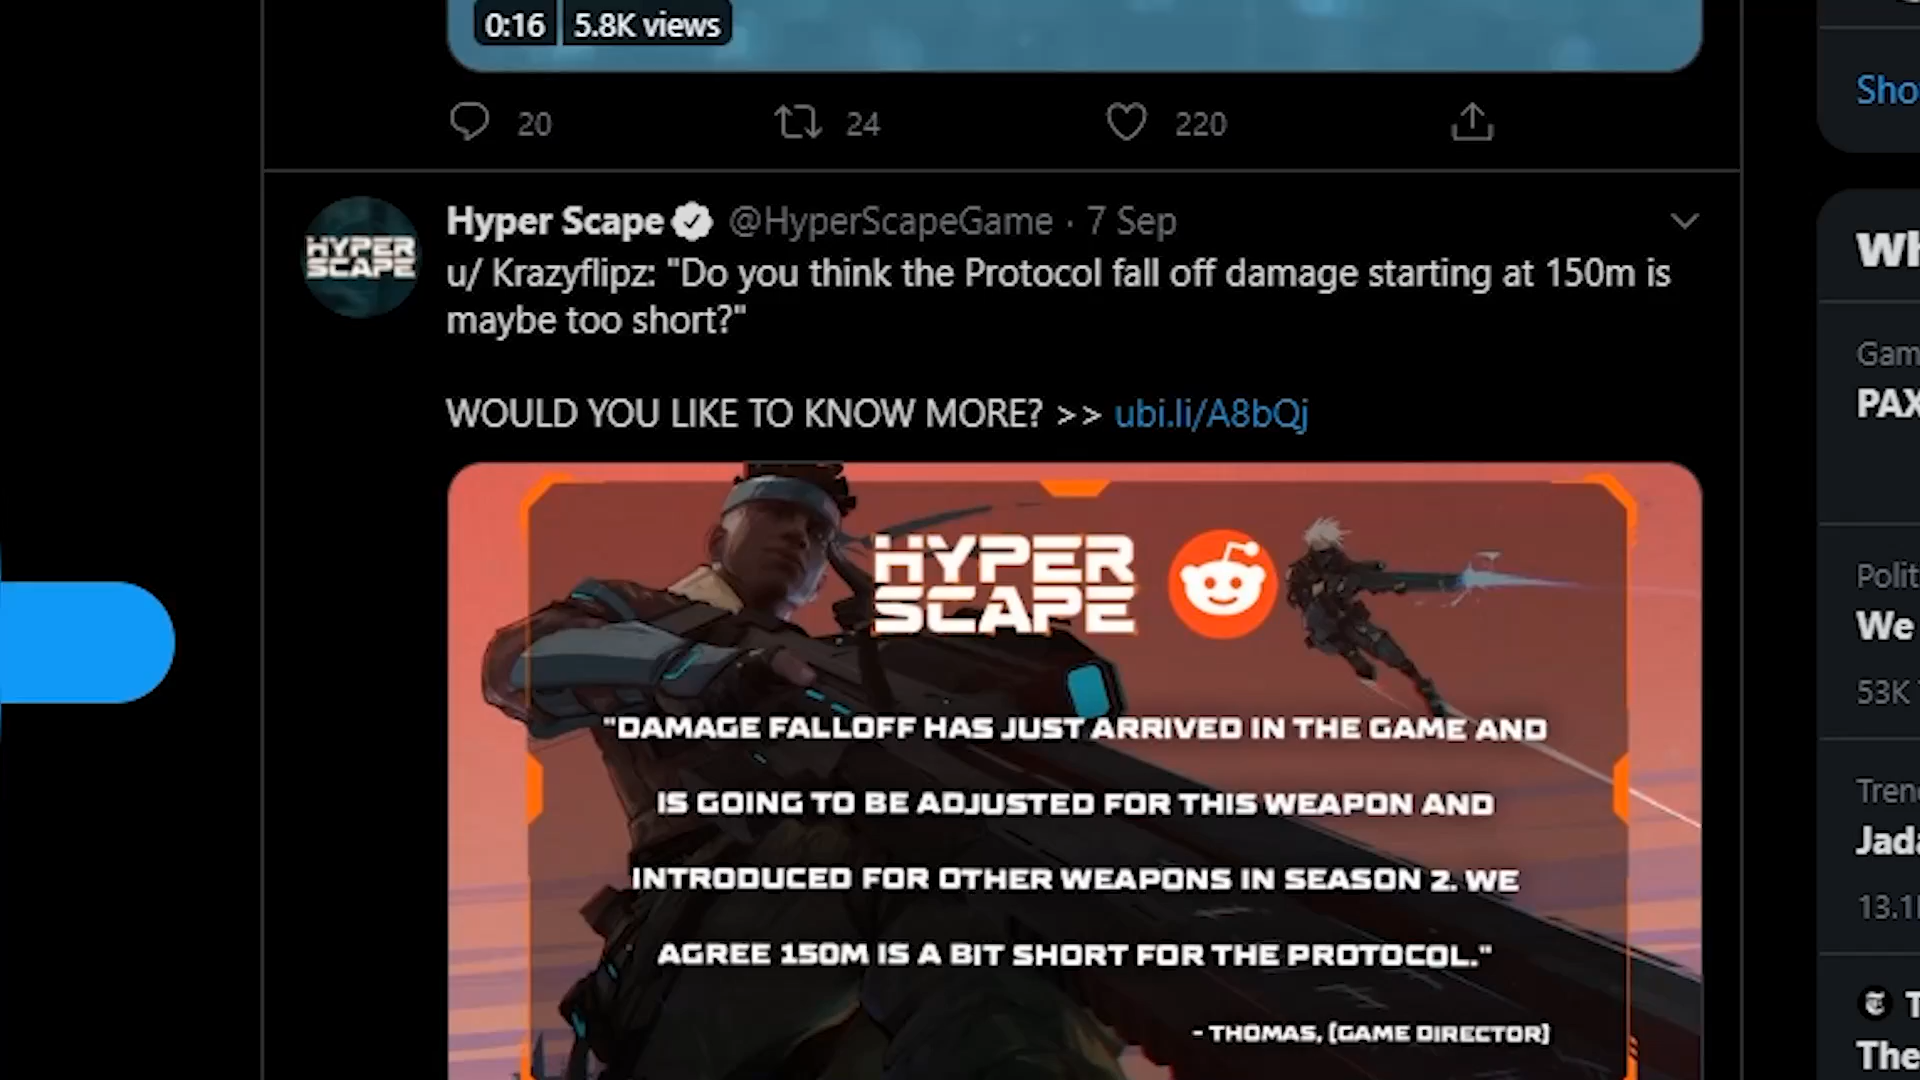 0:16 5.8K views
20 24 220
Sho
Hyper Scape @HyperScapeGame · 7 Sep
HYPER
SCAPE
u/ Krazyflipz: "Do you think the Protocol fall off damage starting at 150m is
maybe too short?"
WOULD YOU LIKE TO KNOW MORE? >> ubi.li/A8bQj
HYPER
SCAPE
"DAMAGE FALLOFF HAS JUST ARRIVED IN THE GAME AND
IS GOING TO BE ADJUSTED FOR THIS WEAPON AND
INTRODUCED FOR OTHER WEAPONS IN SEASON 2. WE
AGREE 150M IS A BIT SHORT FOR THE PROTOCOL."
- THOMAS, [GAME DIRECTOR]
Wh
Gam
PAX
Polit
We
53K
Tren
Jada
13.1
T
The